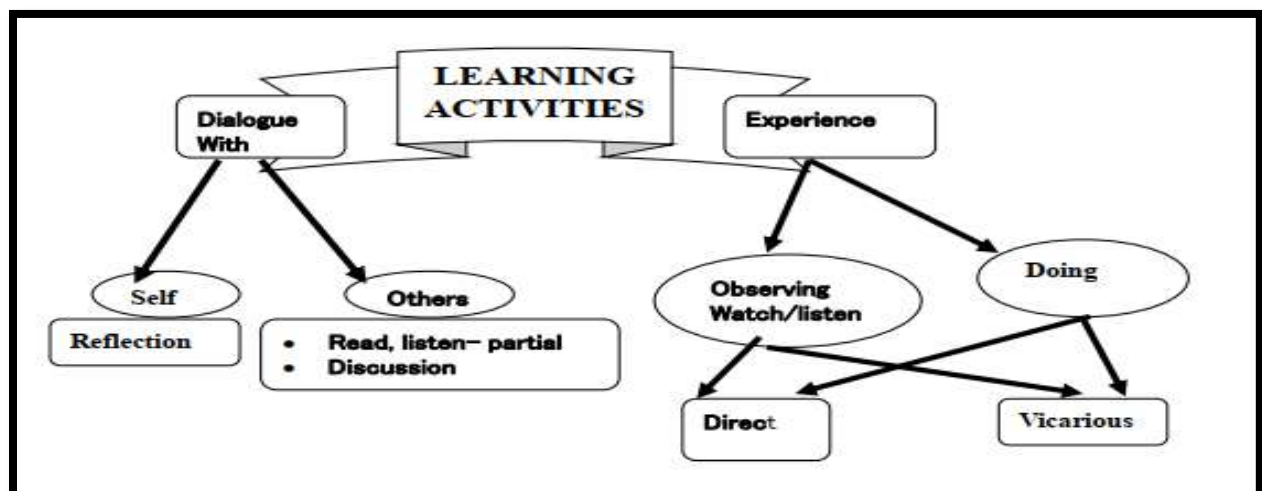 LEARNING
ACTIVITIES
Dialogue
With
Experience
Self
Others
Observing
Watch/listen
Doing
Reflection
• Read, listen- partial
• Discussion
Direct
Vicarious